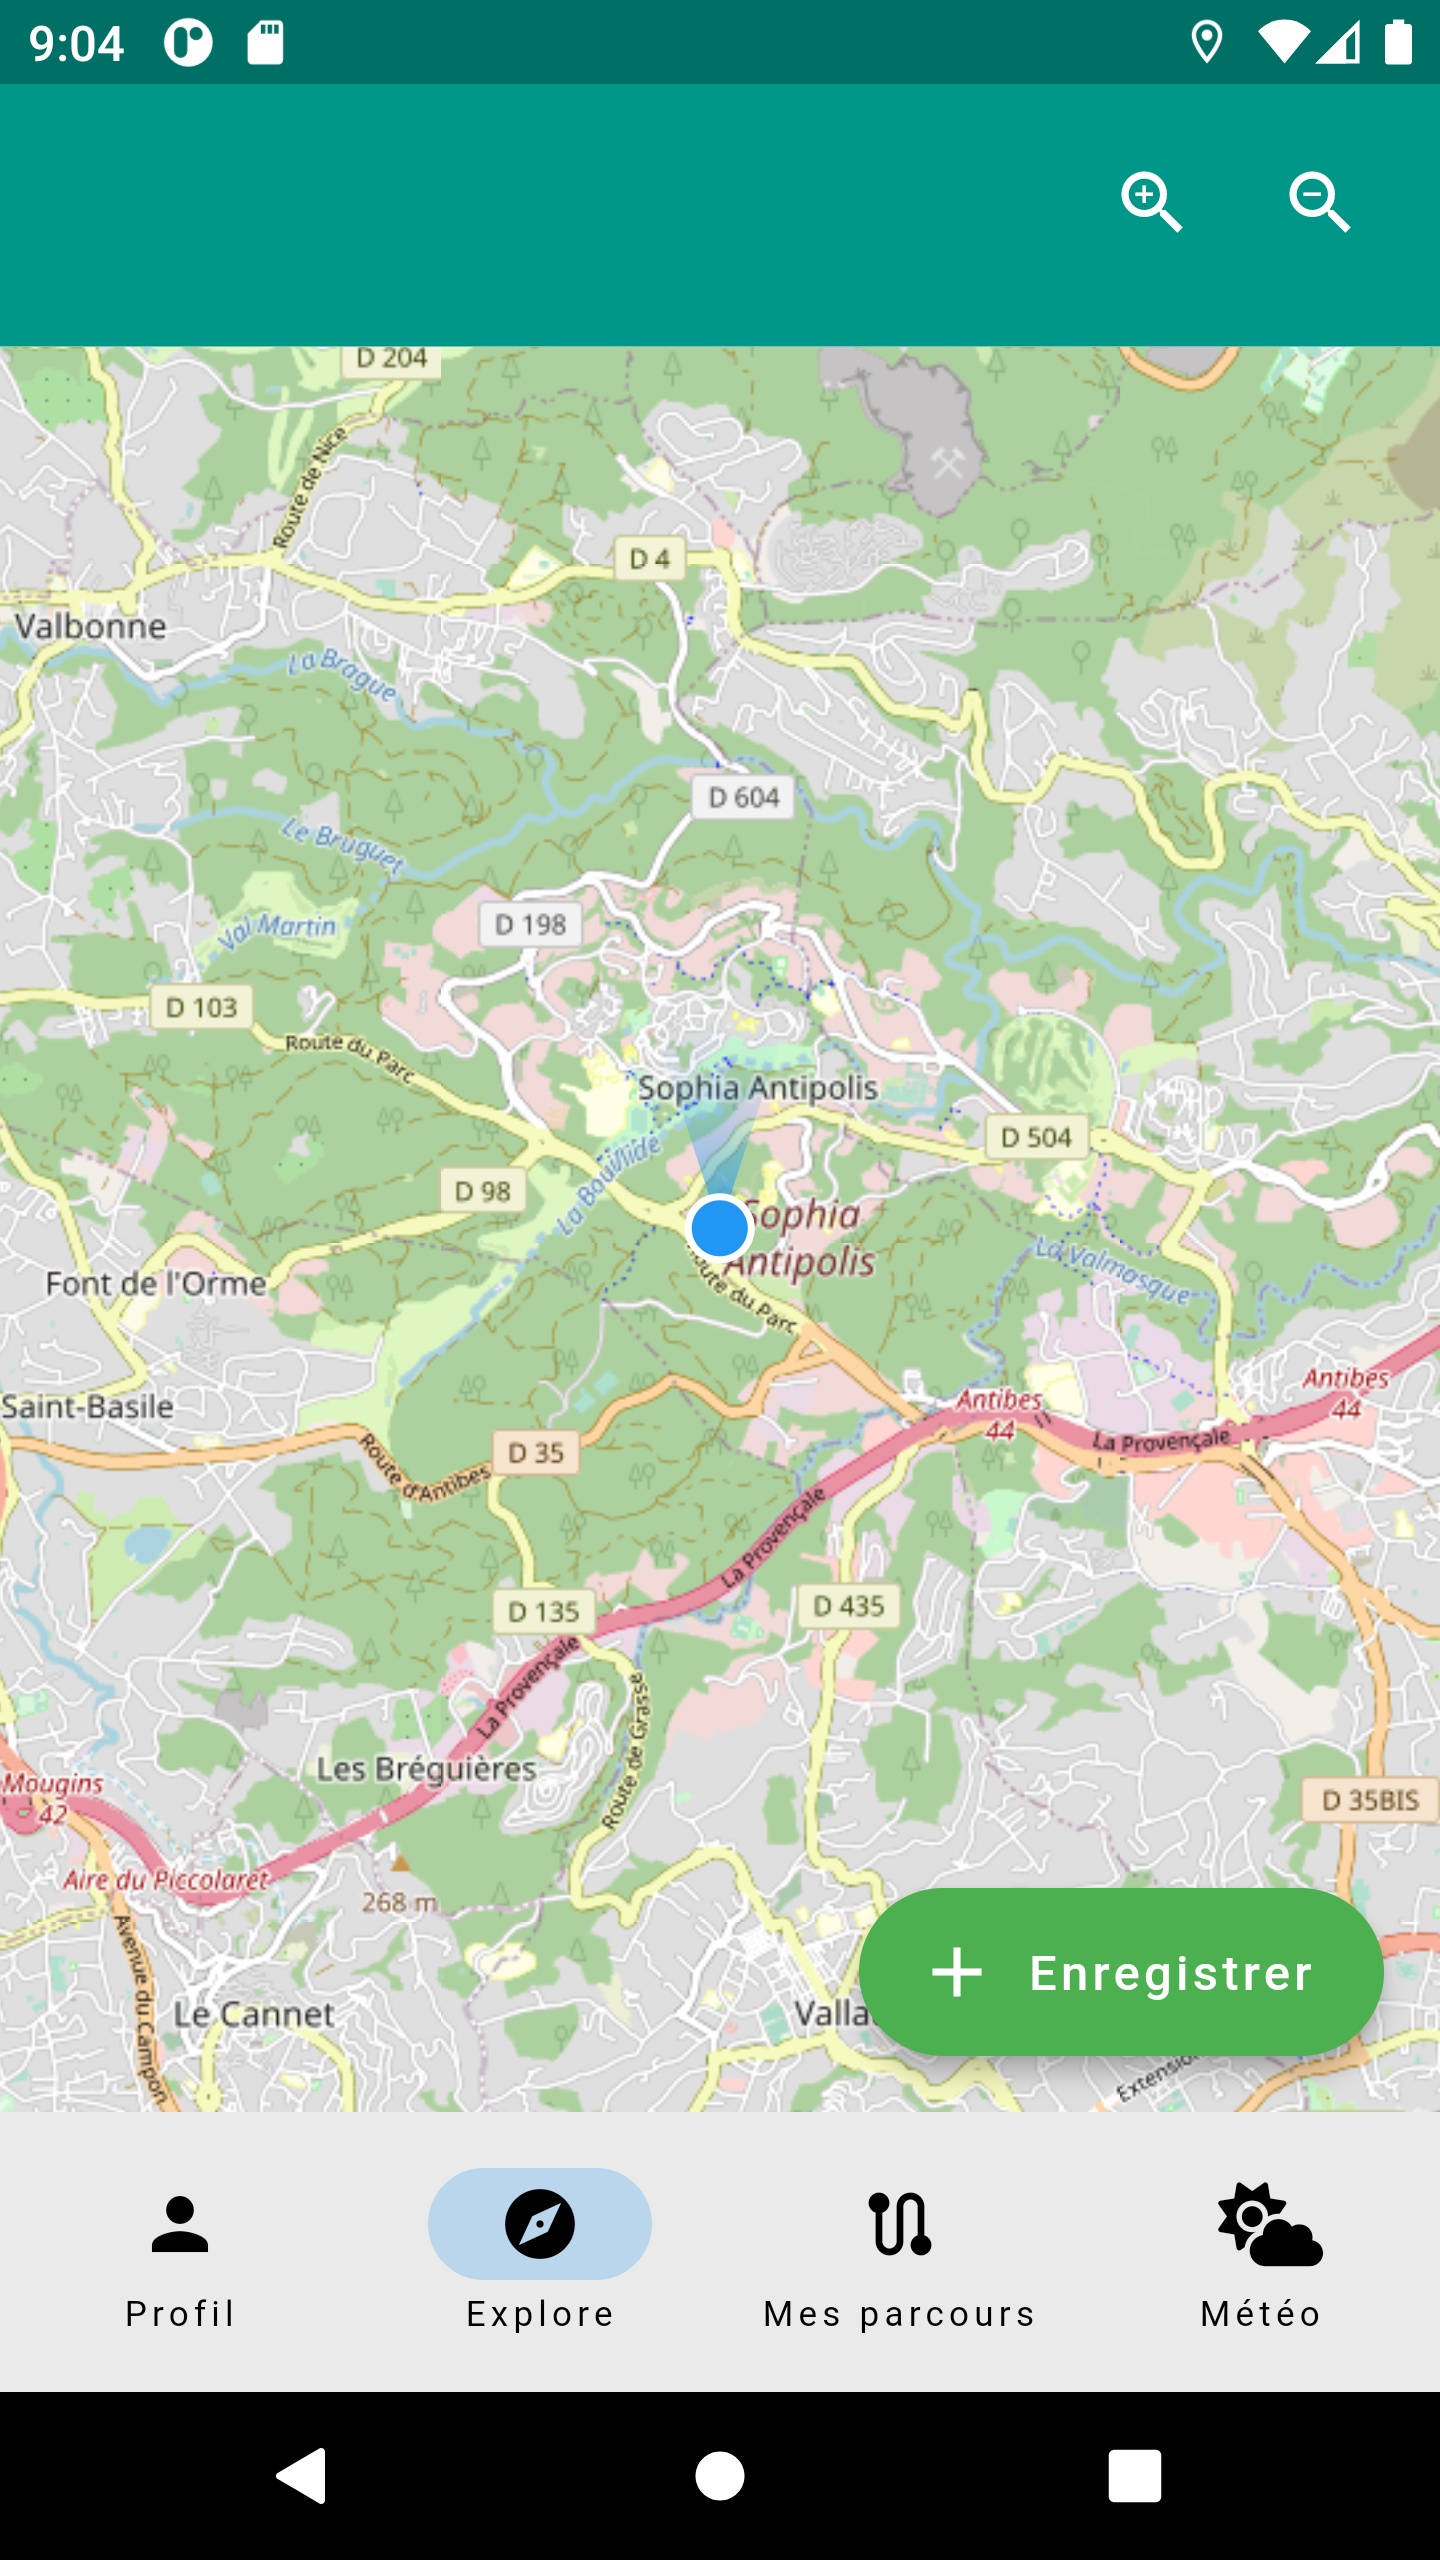 9:04
D 204
Route de Nice
D 4
Valbonne
La Brague
D 604
Le Bruguet
D 198
Val Martin
D 103
Route du Parc
Sophia Antipolis
D 504
La Bouillide
D 98
Sophia
Antipolis
La Valmasque
Font de l'Orme
Route du Parc
Antibes
44
Antibes
44
Saint-Basile
La Provençale
D 35
Route d'Antibes
La Provençale
D 135
D 435
La Provençale
Route de Grasse
Les Bréguières
Mougins
42
D 35BIS
Aire du Piccolaret
268 m
Avenue du Campon
Enregistrer
Le Cannet
Profil
Explore
Mes parcours
Météo